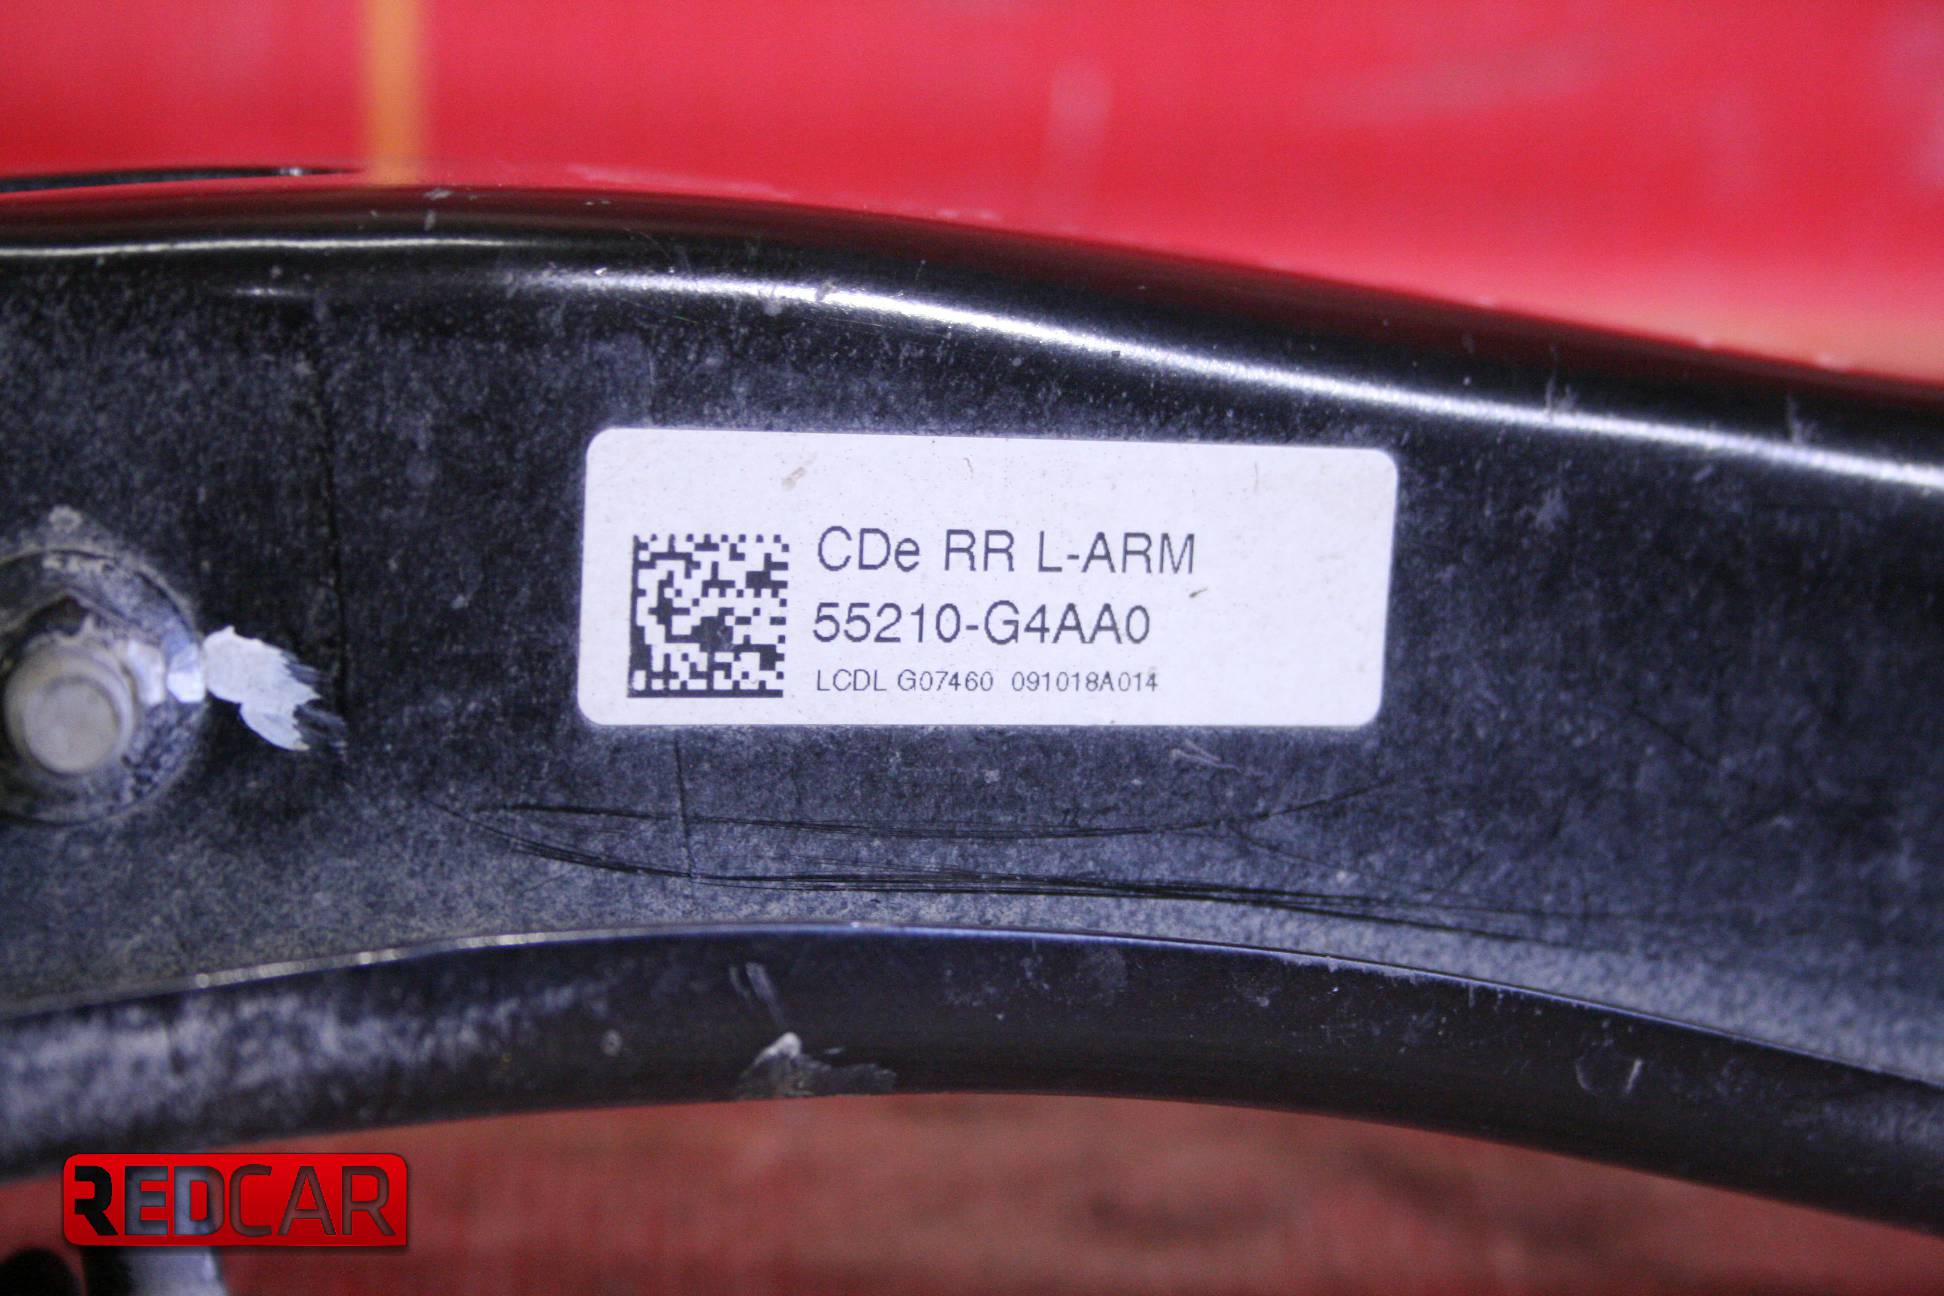 CDe RR L-ARM
55210-G4AA0
LCDL G07460 091018A014
REDCAR